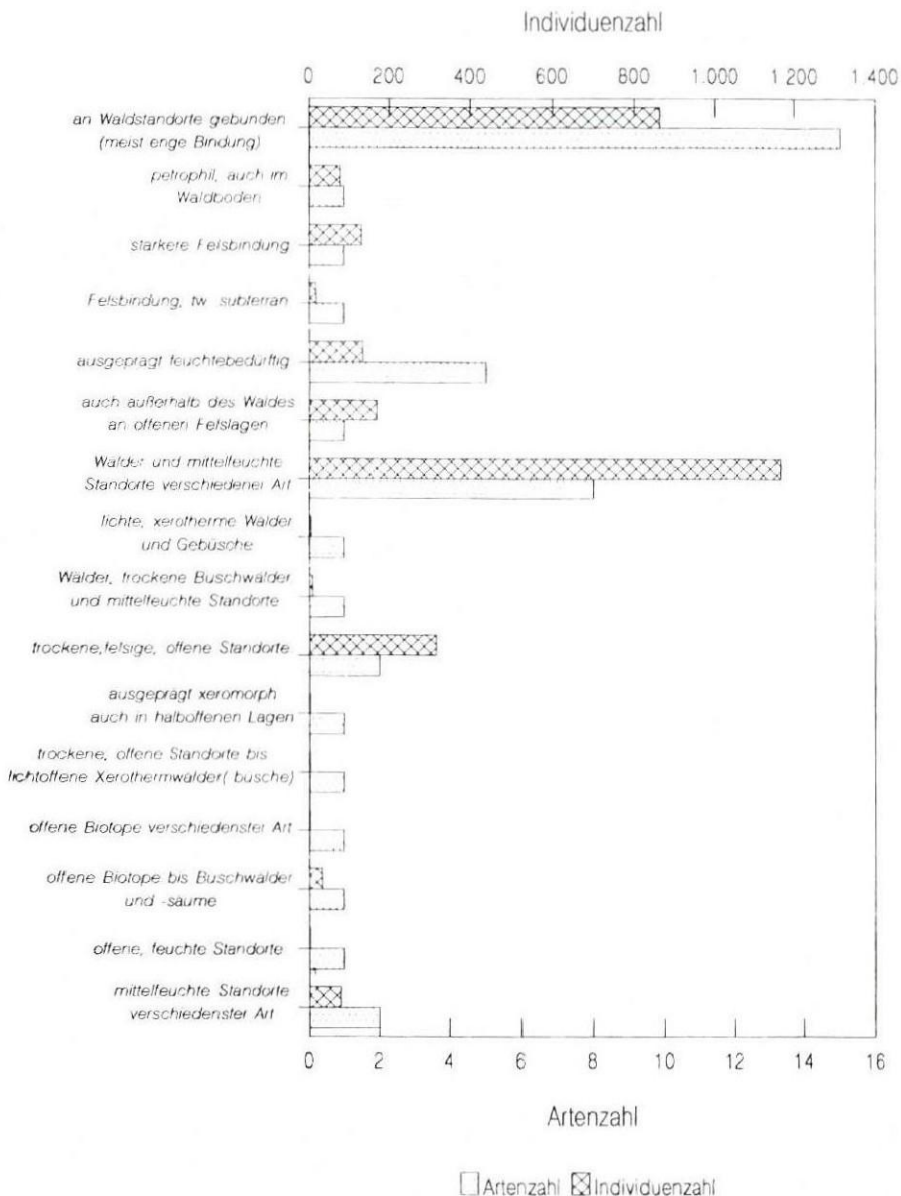 Individuenzahl
0 200 400 600 800 1.000 1.200 1.400
an Waldstandorte gebunden
(meist enge Bindung)
petrophil, auch im
Waldboden
stärkere Felsbindung
Felsbindung, tw. subterran
ausgeprägt feuchtebedürftig
auch außerhalb des Waldes
an offenen Felslagen
Wälder und mittelfeuchte
Standorte verschiedener Art
lichte, xerotherme Wälder
und Gebüsche
Wälder, trockene Buschwälder
und mittelfeuchte Standorte
trockene,felsige, offene Standorte
ausgeprägt xeromorph
auch in halboffenen Lagen
trockene, offene Standorte bis
lichtoffene Xerothermwälder(busche)
offene Biotope verschiedenster Art
offene Biotope bis Buschwälder
und -säume
offene, feuchte Standorte
mittelfeuchte Standorte
verschiedenster Art
0 2 4 6 8 10 12 14 16
Artenzahl
Artenzahl Individuenzahl